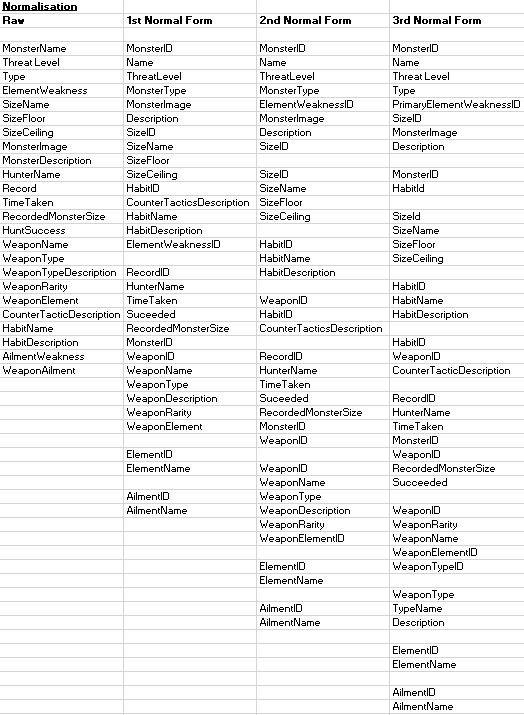 Normalisation
Raw 1st Normal Form 2nd Normal Form 3rd Normal Form
MonsterName MonsterID MonsterID MonsterID
Threat Level Name Name Name
Type ThreatLevel ThreatLevel Threat Level
ElementWeakness MonsterType MonsterType Type
SizeName MonsterImage ElementWeaknessID PrimaryElementWeaknessID
SizeFloor Description MonsterImage SizeID
SizeCeiling SizeID Description MonsterImage
MonsterImage SizeName SizeID Description
MonsterDescription SizeFloor
HunterName SizeCeiling SizeID MonsterID
Record HabitID SizeName HabitId
TimeTaken CounterTacticsDescription SizeFloor
RecordedMonsterSize HabitName SizeCeiling SizeId
HuntSuccess HabitDescription SizeName
WeaponName ElementWeaknessID HabitID SizeFloor
WeaponType HabitName SizeCeiling
WeaponTypeDescription RecordID HabitDescription
WeaponRarity HunterName HabitID
WeaponElement TimeTaken WeaponID HabitName
CounterTacticDescription Suceeded HabitID HabitDescription
HabitName RecordedMonsterSize CounterTacticsDescription
HabitDescription MonsterID HabitID
AilmentWeakness WeaponID RecordID WeaponID
WeaponAilment WeaponName HunterName CounterTacticDescription
WeaponType TimeTaken
WeaponDescription Suceeded RecordID
WeaponRarity RecordedMonsterSize HunterName
WeaponElement MonsterID TimeTaken
WeaponID MonsterID
ElementID WeaponID
ElementName WeaponID RecordedMonsterSize
WeaponName Succeeded
AilmentID WeaponType
AilmentName WeaponDescription WeaponID
WeaponRarity WeaponRarity
WeaponElementID WeaponName
WeaponElementID
ElementID WeaponTypeID
ElementName
WeaponType
AilmentID TypeName
AilmentName Description
ElementID
ElementName
AilmentID
AilmentName